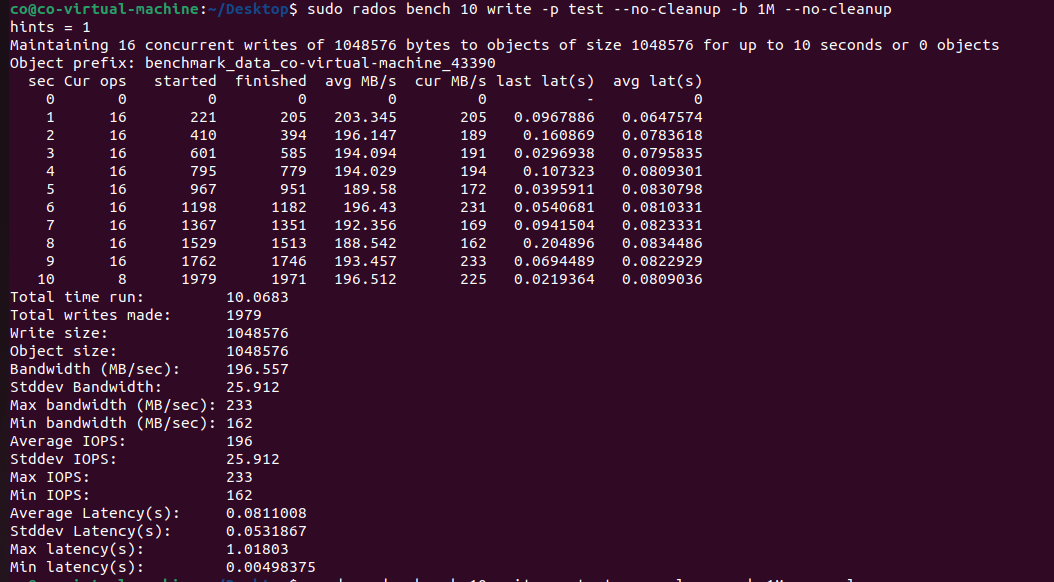 co@co-virtual-machine:~/Desktop$ sudo rados bench 10 write -p test --no-cleanup -b 1M --no-cleanup
hints = 1
Maintaining 16 concurrent writes of 1048576 bytes to objects of size 1048576 for up to 10 seconds or 0 objects
Object prefix: benchmark_data_co-virtual-machine_43390
  sec Cur ops   started  finished  avg MB/s  cur MB/s last lat(s)  avg lat(s)
    0       0         0         0         0         0           -           0
    1      16       221       205   203.345       205   0.0967886   0.0647574
    2      16       410       394   196.147       189    0.160869   0.0783618
    3      16       601       585   194.094       191   0.0296938   0.0795835
    4      16       795       779   194.029       194    0.107323   0.0809301
    5      16       967       951    189.58       172   0.0395911   0.0830798
    6      16      1198      1182    196.43       231   0.0540681   0.0810331
    7      16      1367      1351   192.356       169   0.0941504   0.0823331
    8      16      1529      1513   188.542       162    0.204896   0.0834486
    9      16      1762      1746   193.457       233   0.0694489   0.0822929
   10       8      1979      1971   196.512       225   0.0219364   0.0809036
Total time run:         10.0683
Total writes made:      1979
Write size:             1048576
Object size:            1048576
Bandwidth (MB/sec):     196.557
Stddev Bandwidth:       25.912
Max bandwidth (MB/sec): 233
Min bandwidth (MB/sec): 162
Average IOPS:           196
Stddev IOPS:            25.912
Max IOPS:               233
Min IOPS:               162
Average Latency(s):     0.0811008
Stddev Latency(s):      0.0531867
Max latency(s):         1.01803
Min latency(s):         0.00498375